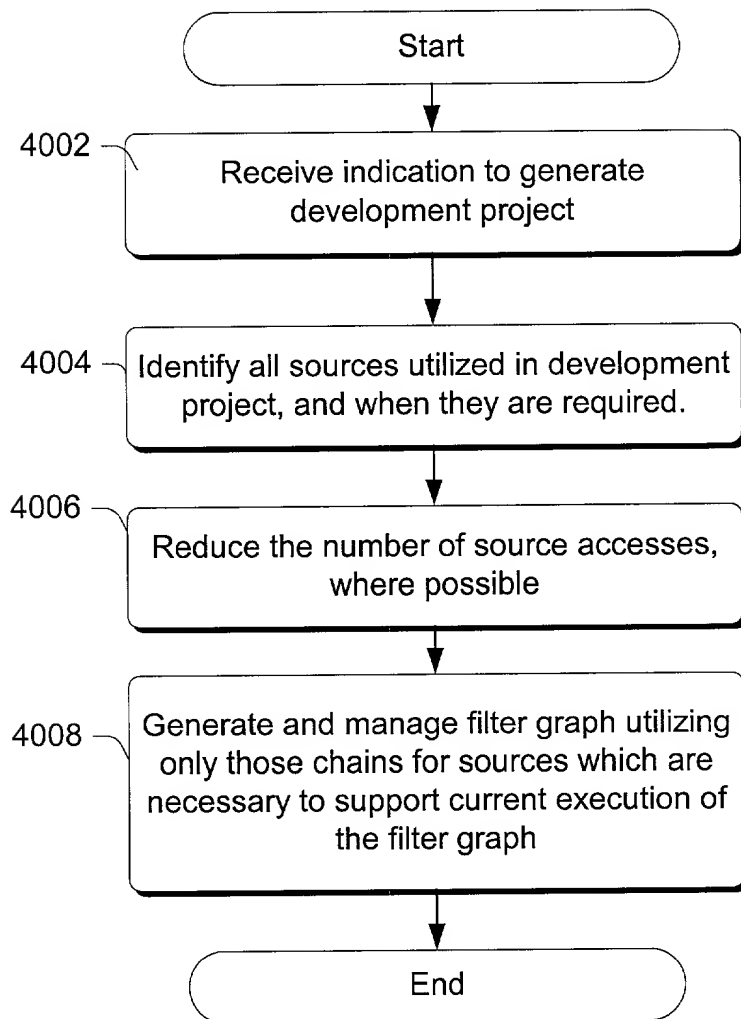 Start
4002
Receive indication to generate
development project
4004
Identify all sources utilized in development
project, and when they are required.
4006
Reduce the number of source accesses,
where possible
4008
Generate and manage filter graph utilizing
only those chains for sources which are
necessary to support current execution of
the filter graph
End